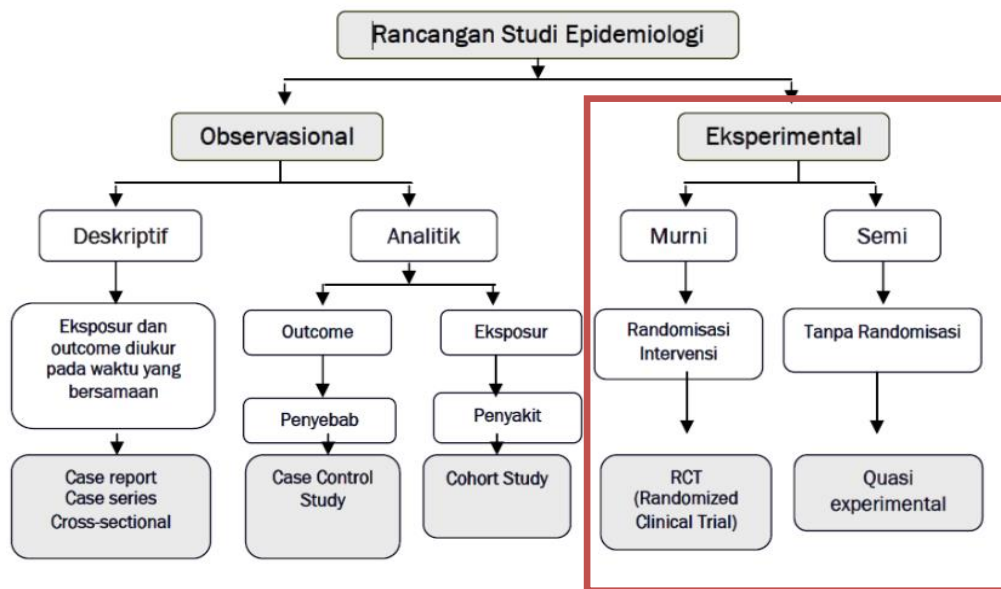 Rancangan Studi Epidemiologi
Observasional
Eksperimental
Deskriptif
Analitik
Murni
Semi
Eksposur dan
outcome diukur
pada waktu yang
bersamaan
Outcome
Eksposur
Randomisasi
Intervensi
Tanpa Randomisasi
Penyebab
Penyakit
Case report
Case series
Cross-sectional
Case Control
Study
Cohort Study
RCT
(Randomized
Clinical Trial)
Quasi
experimental